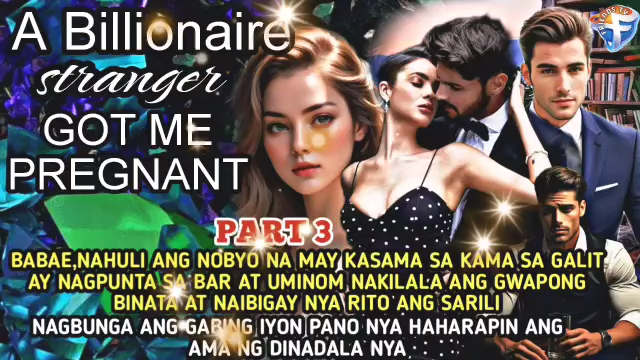 A Billionaire
stranger
GOT ME
PREGNANT
PART 3
BABAE,NAHULI ANG NOBYO NA MAY KASAMA SA KAMA SA GALIT
AY NAGPUNTA SA BAR AT UMINOM NAKILALA ANG GWAPONG
BINATA AT NAIBIGAY NYA RITO ANG SARILI
NAGBUNGA ANG GABING IYON PANO NYA HAHARAPIN ANG
AMA NG DINADALA NYA